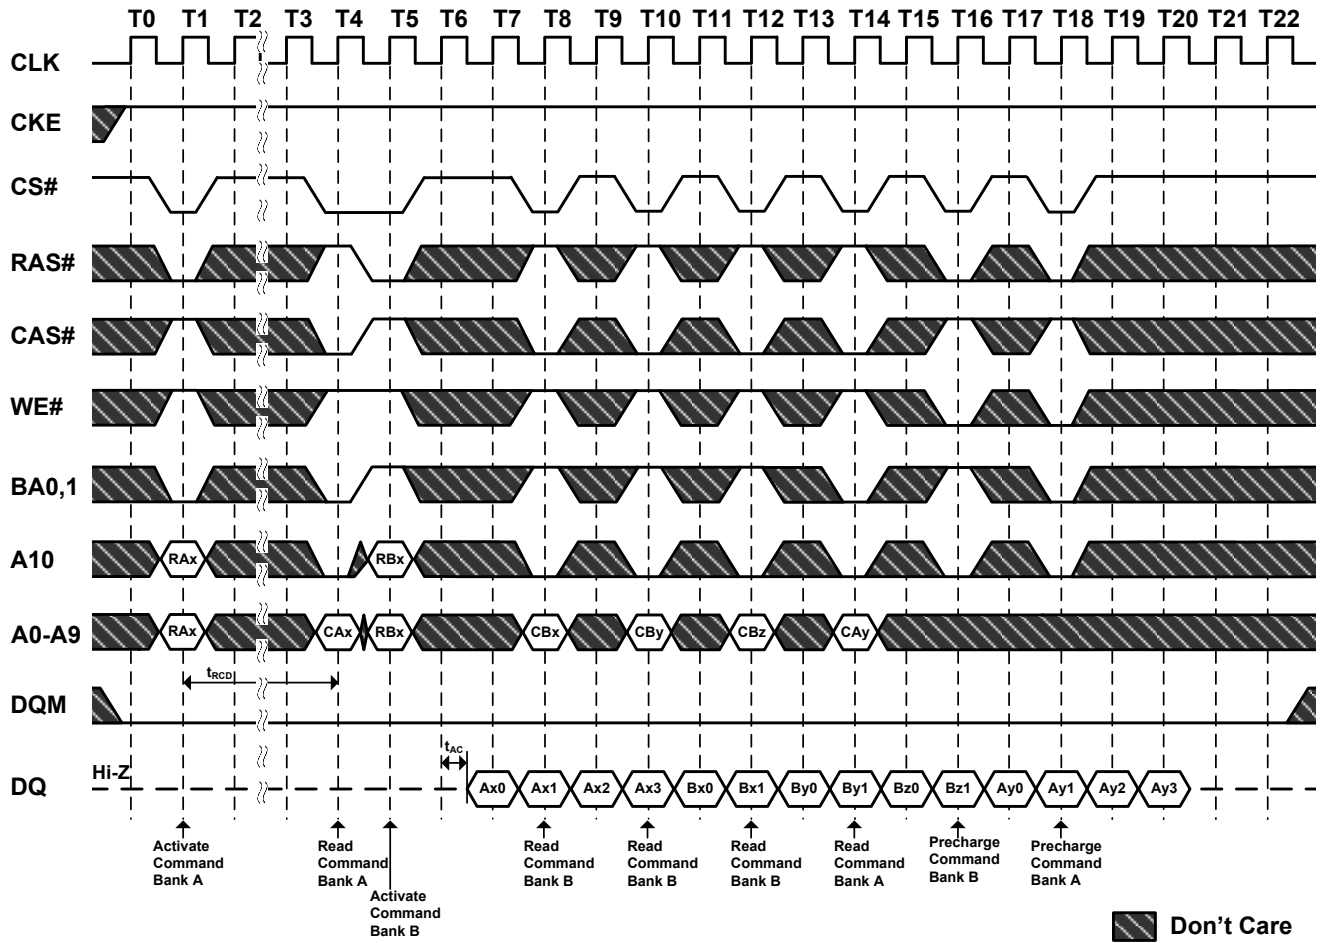 T0 T1 T2 T3 T4 T5 T6 T7 T8 T9 T10 T11 T12 T13 T14 T15 T16 T17 T18 T19 T20 T21 T22
CLK
CKE
CS#
RAS#
CAS#
WE#
BA0,1
A10 RAx RBx
A0-A9 RAx CAx RBx CBx CBy CBz CAy
tRCD
DQM
tAC
Hi-Z
DQ Ax0 Ax1 Ax2 Ax3 Bx0 Bx1 By0 By1 Bz0 Bz1 Ay0 Ay1 Ay2 Ay3
Activate
Command
Bank A
Read
Command
Bank A
Activate
Command
Bank B
Read
Command
Bank B
Read
Command
Bank B
Read
Command
Bank B
Read
Command
Bank A
Precharge
Command
Bank B
Precharge
Command
Bank A
Don't Care